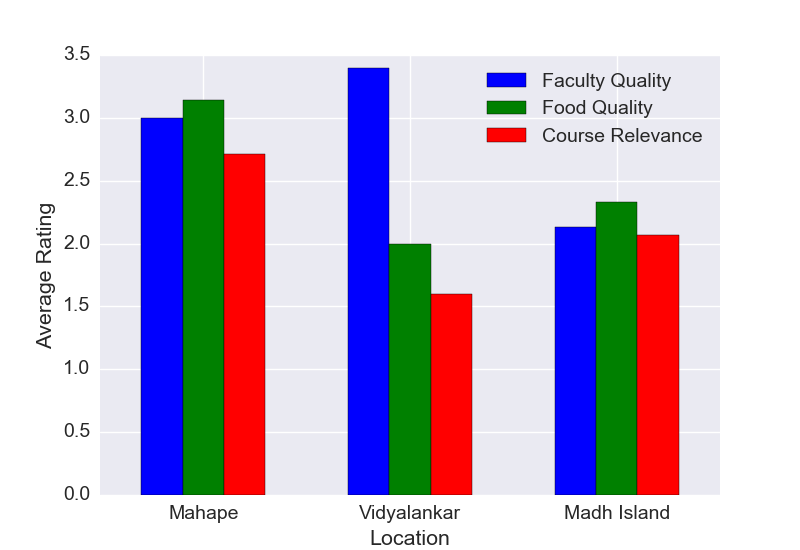 3.5
3.0
2.5
2.0
1.5
1.0
0.5
0.0
Average Rating
Faculty Quality
Food Quality
Course Relevance
Mahape
Vidyalankar
Madh Island
Location